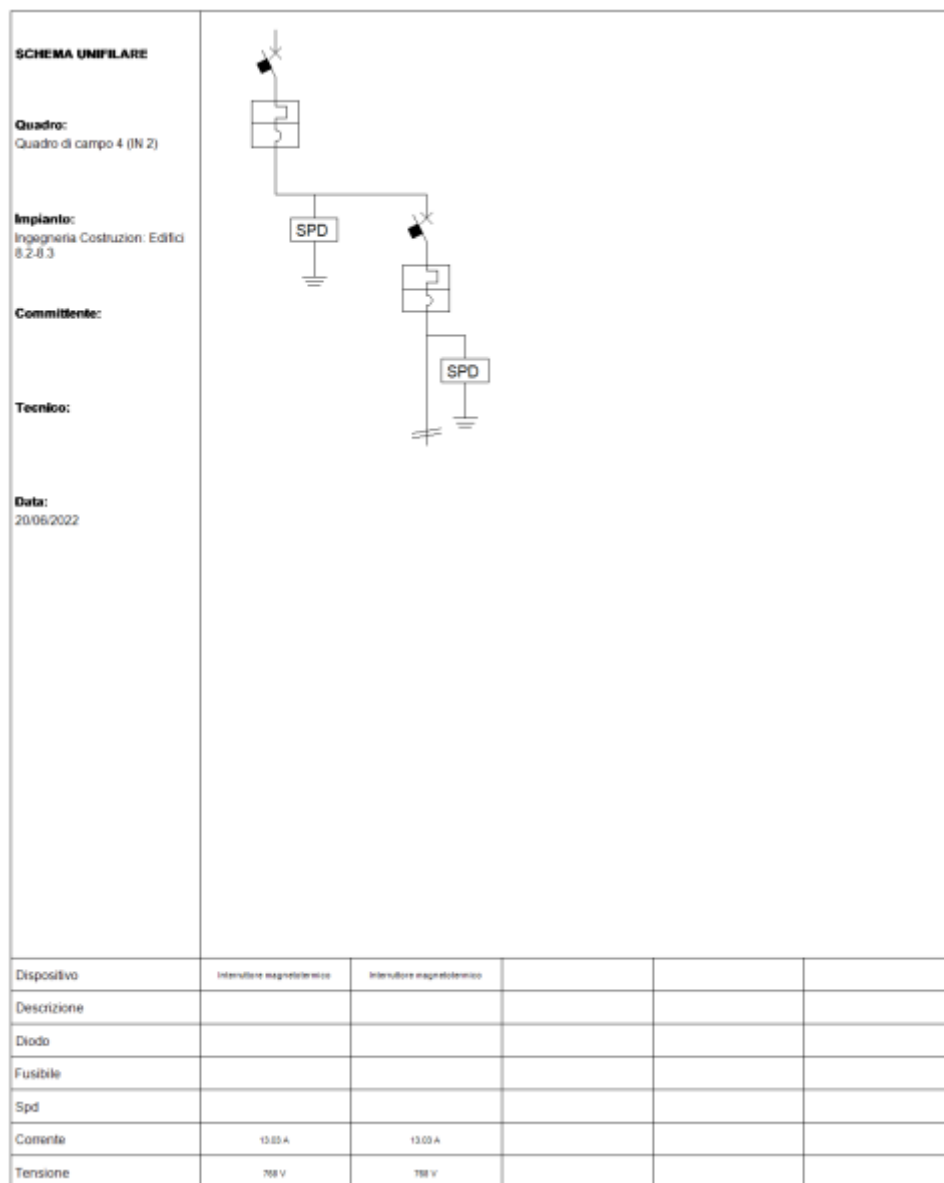 SCHEMA UNIFILARE
Quadro:
Quadro di campo 4 (IN 2)
Impianto:
Ingegneria Costruzion: Edifici
8.2-8.3
Committente:
Tecnico:
Data:
20/06/2022
SPD
SPD
Dispositivo Interruttore magnetotermico Interruttore magnetotermico
Descrizione
Diodo
Fusibile
Spd
Corrente 13.03 A 13.03 A
Tensione 768 V 768 V